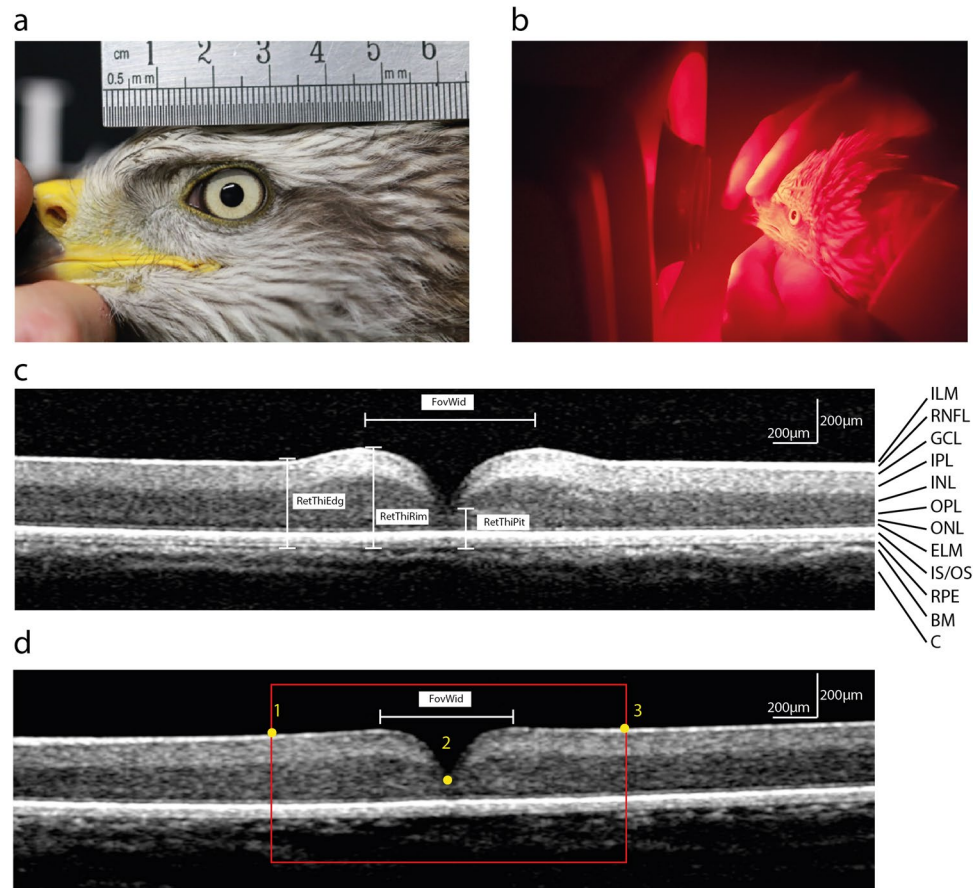 a
b
cm 1 2 3 4 5 6
0.5 mm mm
c
FovWid
200µm
200µm
RetThiEdg
RetThiRim
RetThiPit
ILM
RNFL
GCL
IPL
INL
OPL
ONL
ELM
IS/OS
RPE
BM
C
d
FovWid
200µm
200µm
1
2
3